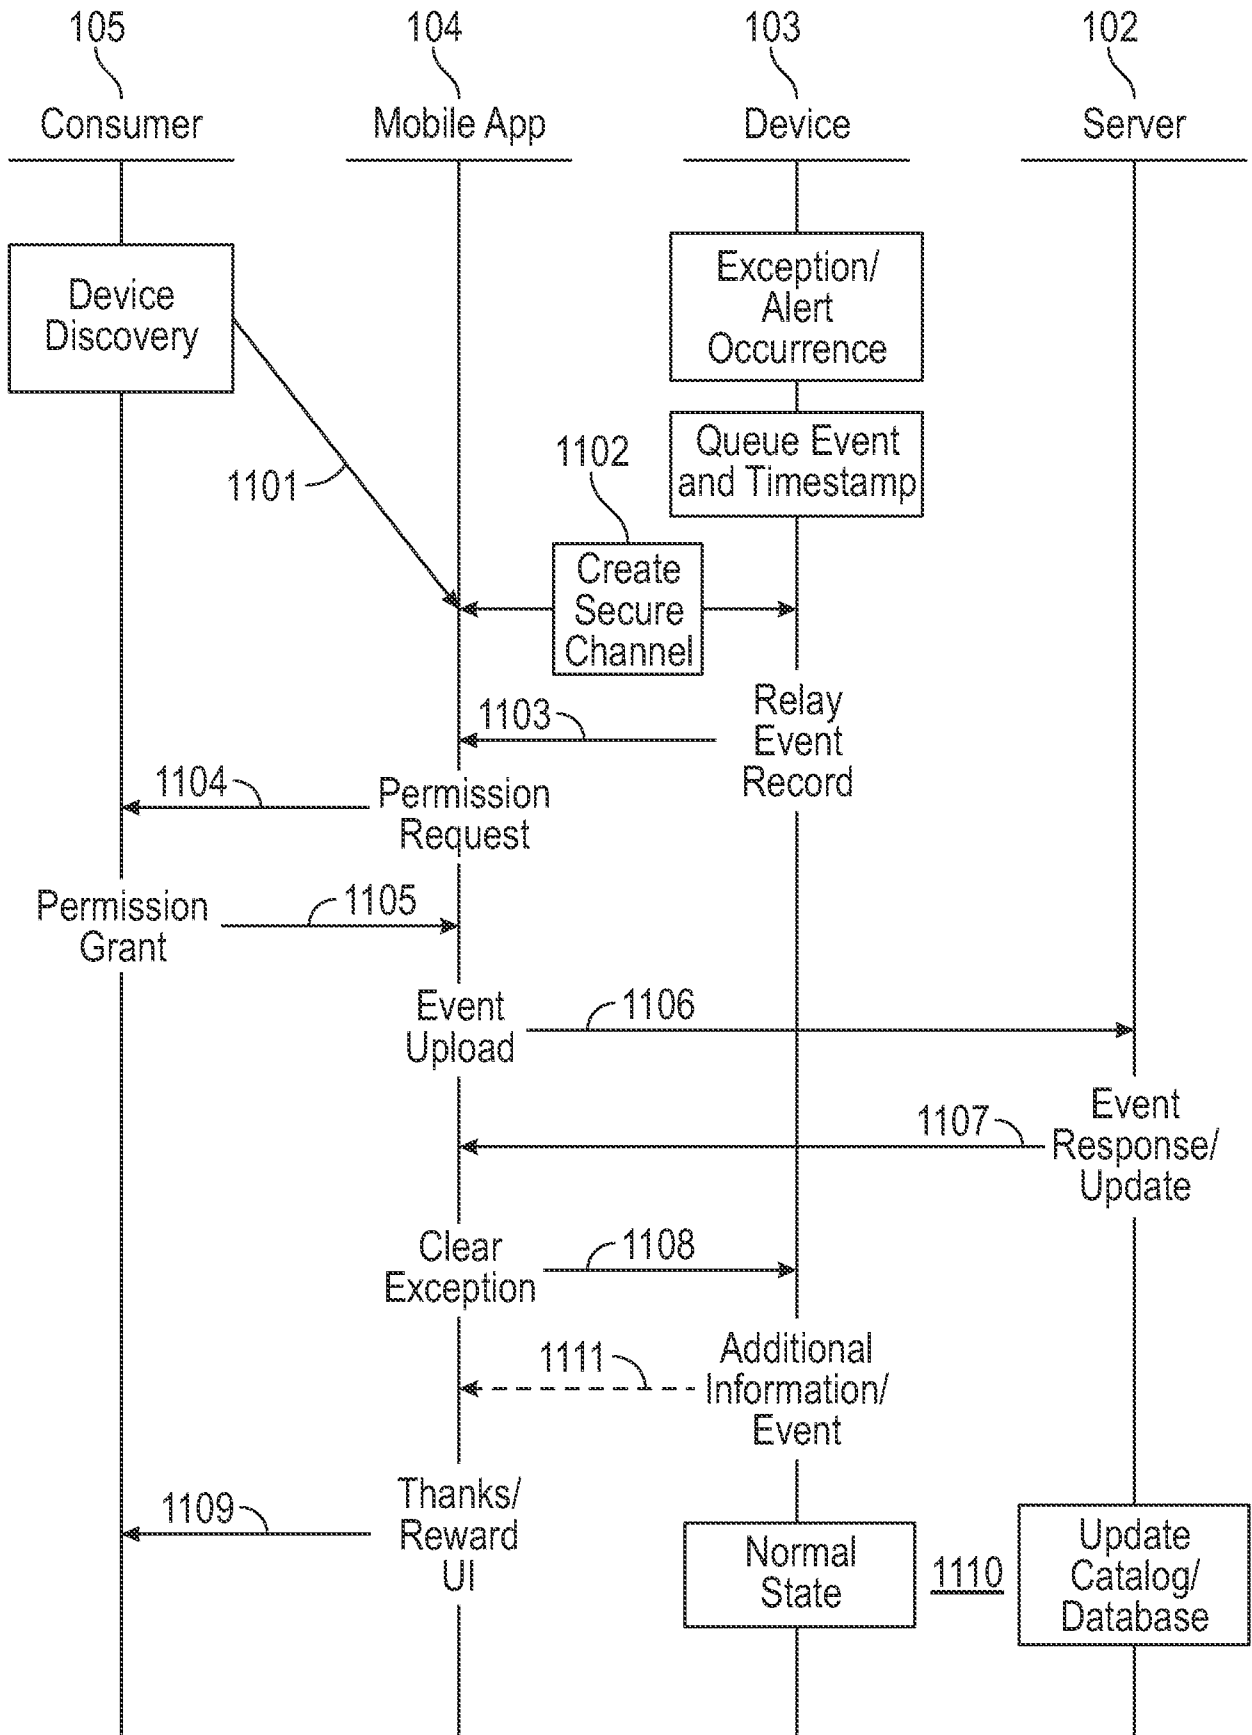 105
104
103
102
Consumer
Mobile App
Device
Server
Device
Discovery
Exception/
Alert
Occurrence
Queue Event
and Timestamp
1101
1102
Create
Secure
Channel
1103
Relay
Event
Record
1104
Permission
Request
Permission
Grant
1105
Event
Upload
1106
1107
Event
Response/
Update
Clear
Exception
1108
1111
Additional
Information/
Event
1109
Thanks/
Reward
UI
Normal
State
1110
Update
Catalog/
Database